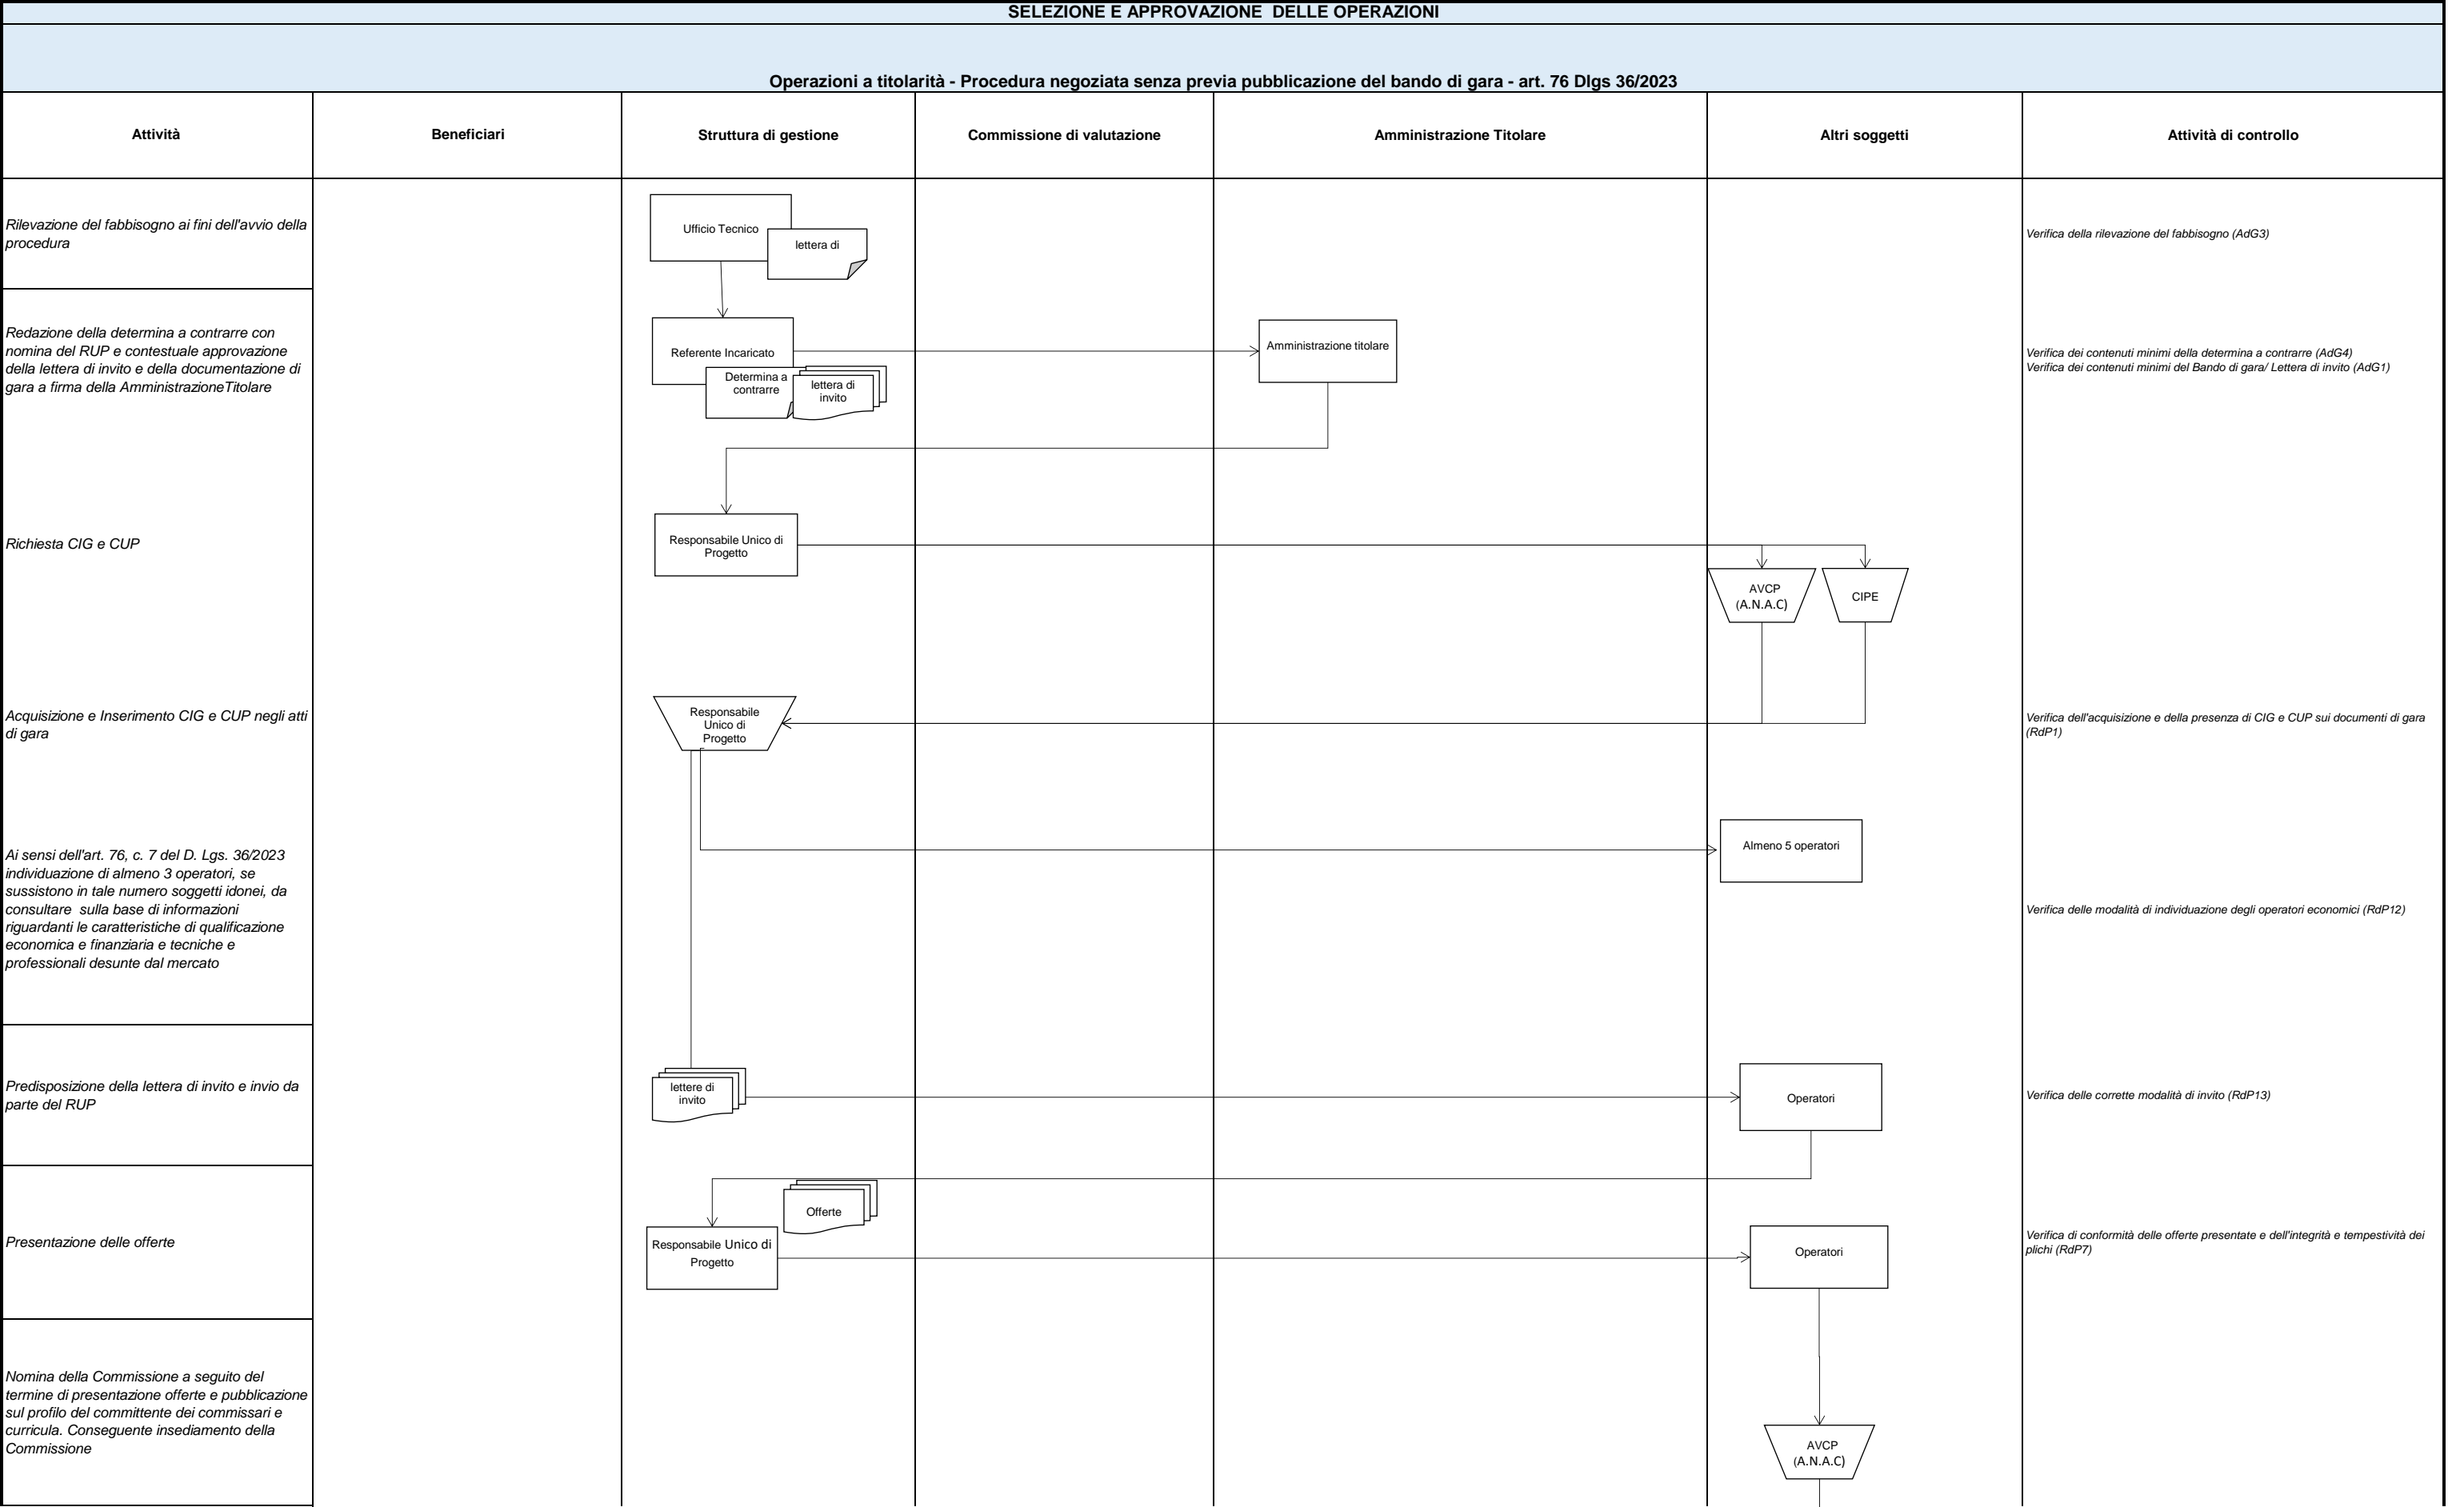 SELEZIONE E APPROVAZIONE  DELLE OPERAZIONI
Operazioni a titolarità - Procedura negoziata senza previa pubblicazione del bando di gara - art. 76 Dlgs 36/2023
Attività
Beneficiari
Struttura di gestione
Commissione di valutazione
Amministrazione Titolare
Altri soggetti
Attività di controllo
Rilevazione del fabbisogno ai fini dell'avvio della
procedura
Ufficio Tecnico
lettera di
Verifica della rilevazione del fabbisogno (AdG3)
Redazione della determina a contrarre con
nomina del RUP e contestuale approvazione
della lettera di invito e della documentazione di
gara a firma della AmministrazioneTitolare
Referente Incaricato
Determina a
contrarre
lettera di
invito
Amministrazione titolare
Verifica dei contenuti minimi della determina a contrarre (AdG4)
Verifica dei contenuti minimi del Bando di gara/ Lettera di invito (AdG1)
Richiesta CIG e CUP
Responsabile Unico di
Progetto
AVCP
(A.N.A.C)
CIPE
Acquisizione e Inserimento CIG e CUP negli atti
di gara
Responsabile
Unico di
Progetto
Verifica dell'acquisizione e della presenza di CIG e CUP sui documenti di gara
(RdP1)
Ai sensi dell'art. 76, c. 7 del D. Lgs. 36/2023
individuazione di almeno 3 operatori, se
sussistono in tale numero soggetti idonei, da
consultare  sulla base di informazioni
riguardanti le caratteristiche di qualificazione
economica e finanziaria e tecniche e
professionali desunte dal mercato
Almeno 5 operatori
Verifica delle modalità di individuazione degli operatori economici (RdP12)
Predisposizione della lettera di invito e invio da
parte del RUP
lettere di
invito
Operatori
Verifica delle corrette modalità di invito (RdP13)
Presentazione delle offerte
Offerte
Responsabile Unico di
Progetto
Operatori
Verifica di conformità delle offerte presentate e dell'integrità e tempestività dei
plichi (RdP7)
Nomina della Commissione a seguito del
termine di presentazione offerte e pubblicazione
sul profilo del committente dei commissari e
curricula. Conseguente insediamento della
Commissione
AVCP
(A.N.A.C)